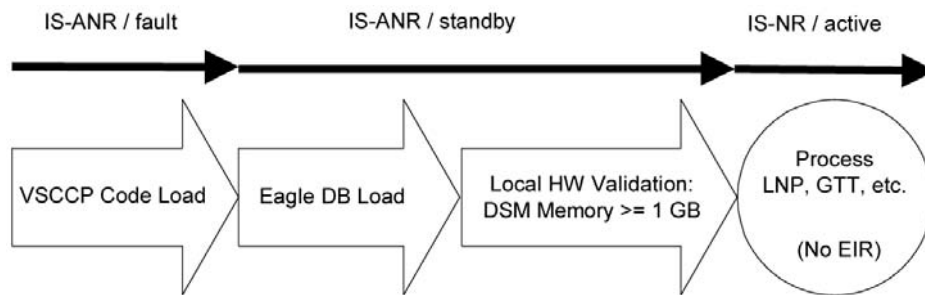 IS-ANR / fault
IS-ANR / standby
IS-NR / active
VSCCP Code Load
Eagle DB Load
Local HW Validation:
DSM Memory >= 1 GB
Process
LNP, GTT, etc.
(No EIR)